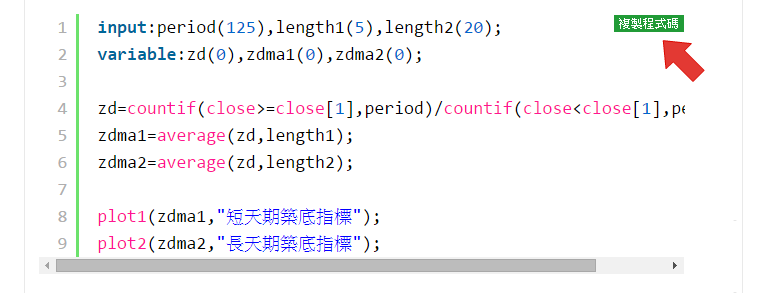 複製程式碼
1 input:period(125),length1(5),length2(20);
2 variable:zd(0),zdma1(0),zdma2(0);
3
4 zd=countif(close>=close[1],period)/countif(close<close[1],pe
5 zdma1=average(zd,length1);
6 zdma2=average(zd,length2);
7
8 plot1(zdma1,"短天期築底指標");
9 plot2(zdma2,"長天期築底指標");